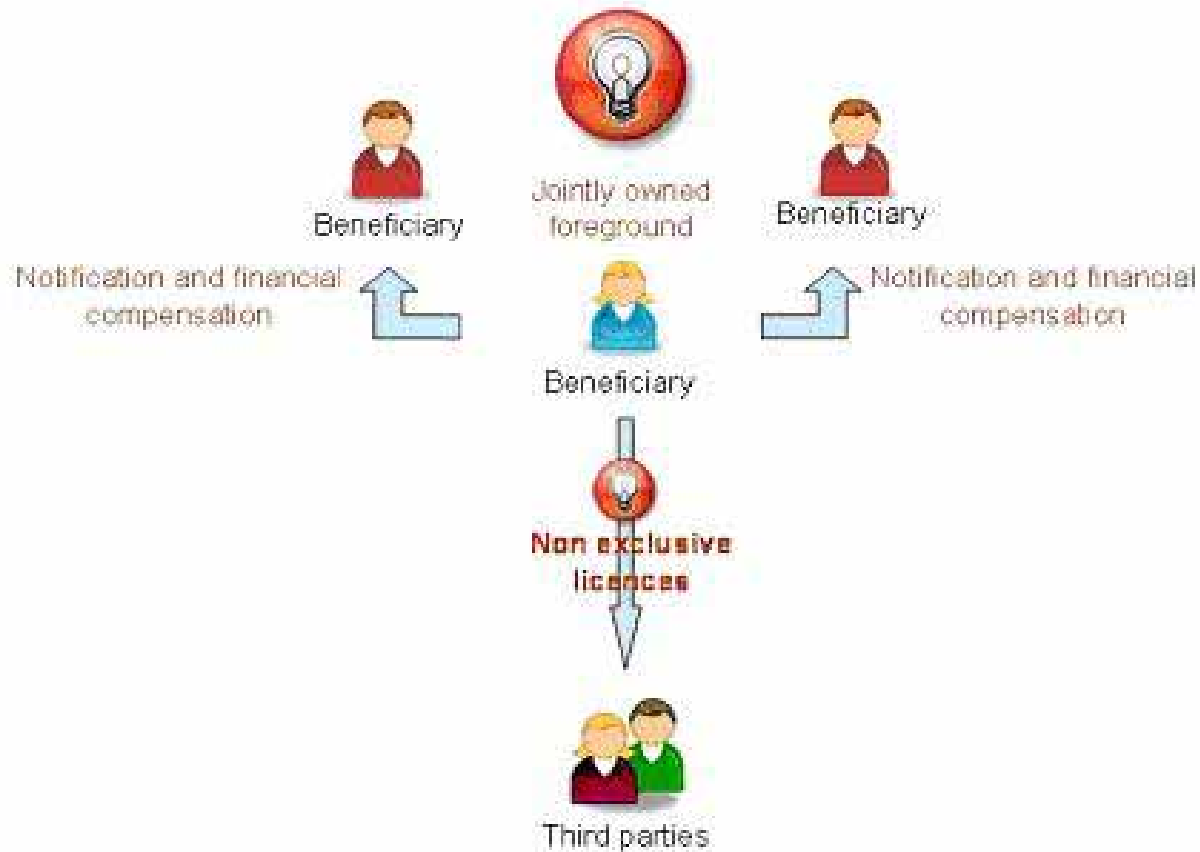 Beneficiary
Jointly owned
foreground
Beneficiary
Notification and financial
compensation
Notification and financial
compensation
Beneficiary
Non exclusive
licences
Third parties